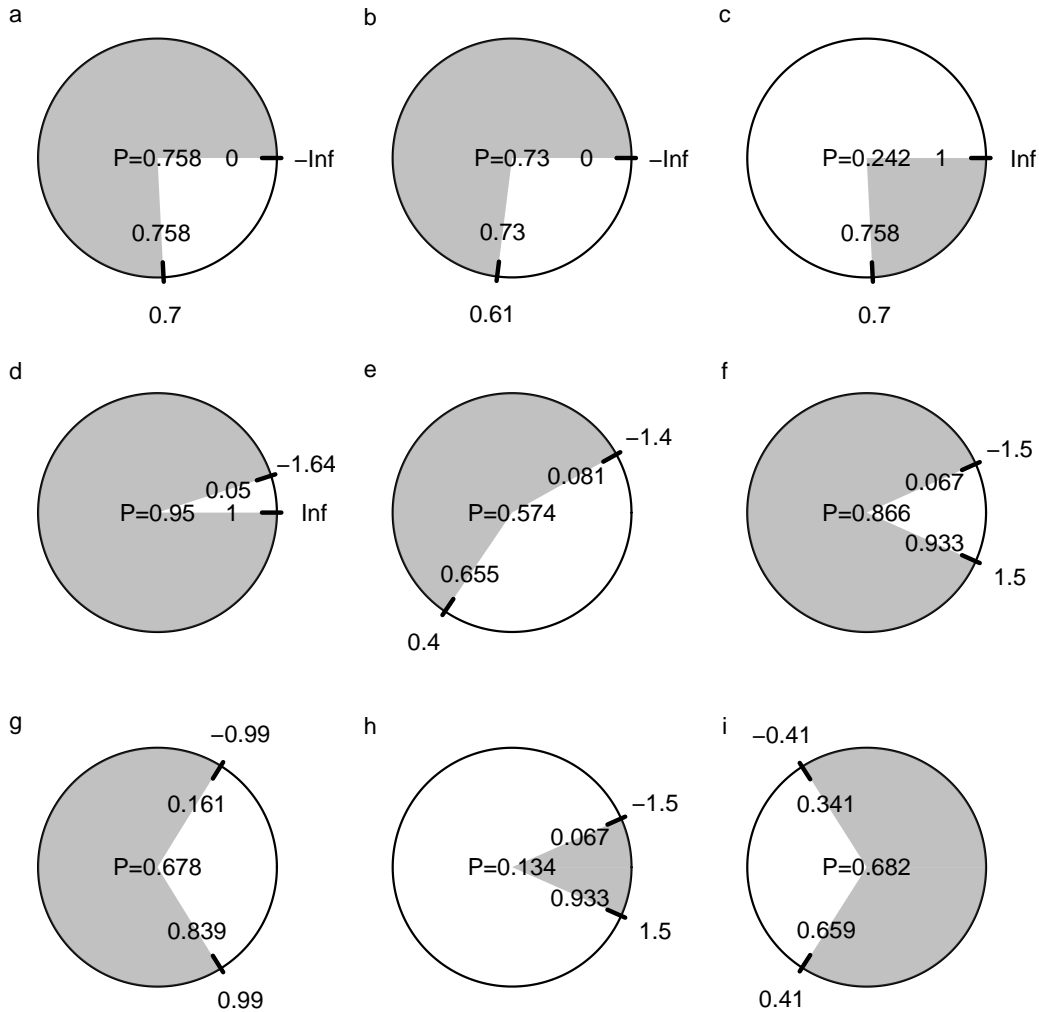 a
b
c
P=0.758 0 −Inf
0.758
0.7
P=0.73 0 −Inf
0.73
0.61
P=0.242 1 Inf
0.758
0.7
d
e
f
−1.64
0.05
P=0.95 1 Inf
−1.4
0.081
P=0.574
0.655
0.4
−1.5
0.067
P=0.866
0.933
1.5
g
h
i
−0.99
0.161
P=0.678
0.839
0.99
−1.5
0.067
P=0.134
0.933
1.5
−0.41
0.341
P=0.682
0.659
0.41